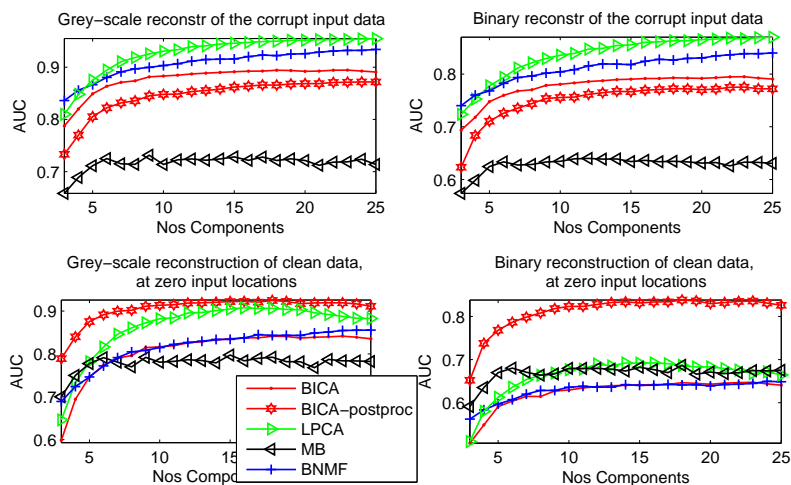 Grey-scale reconstr of the corrupt input data
AUC
0.9
0.8
0.7
5 10 15 20 25
Nos Components
Binary reconstr of the corrupt input data
AUC
0.8
0.7
0.6
5 10 15 20 25
Nos Components
Grey-scale reconstruction of clean data,
at zero input locations
AUC
0.9
0.8
0.7
0.6
5
Nos Compo
BICA
BICA-postproc
LPCA
MB
BNMF
Binary reconstruction of clean data,
at zero input locations
AUC
0.9
0.8
0.7
0.6
5 10 15 20 25
Nos Components